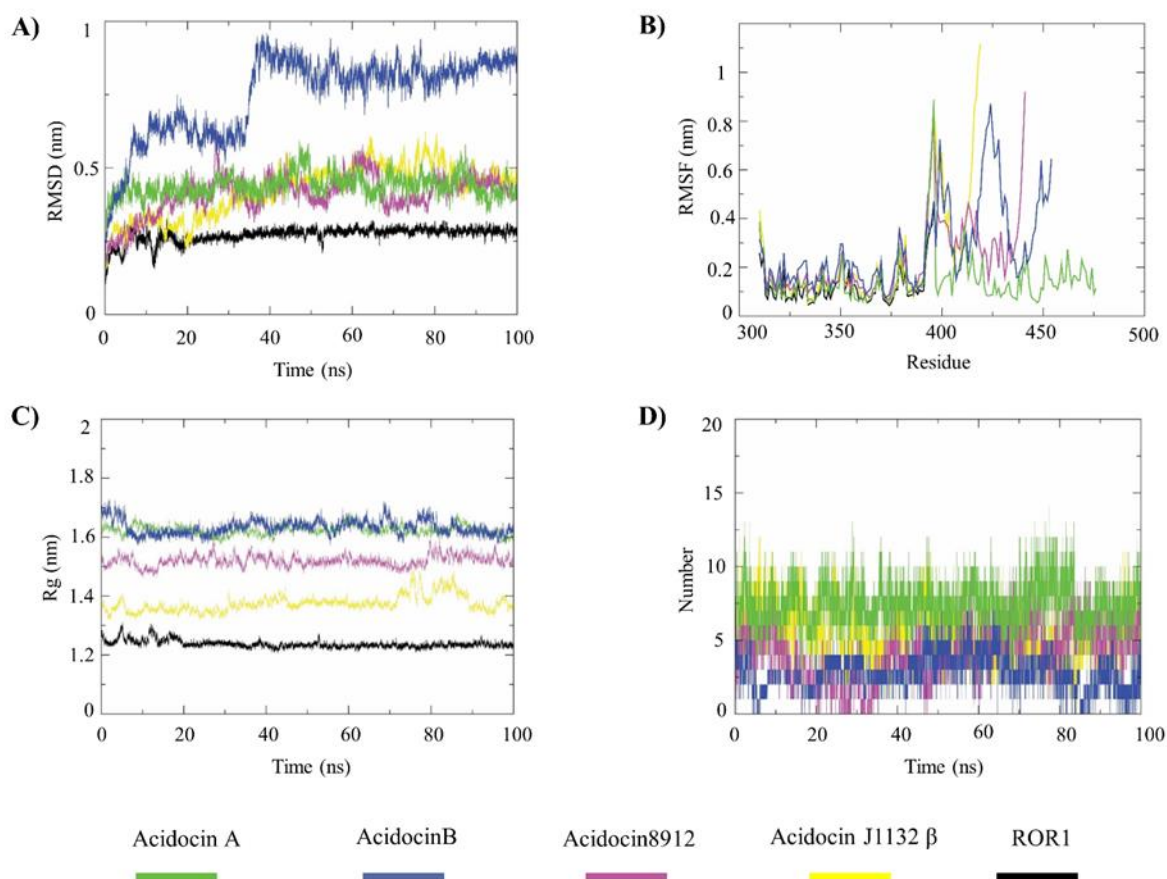 A)
RMSD (nm)
1
0.5
0
0 20 40 60 80 100
Time (ns)
B)
RMSF (nm)
1
0.8
0.6
0.4
0.2
0
300 350 400 450 500
Residue
C)
Rg (nm)
2
1.8
1.6
1.4
1.2
0
0 20 40 60 80 100
Time (ns)
D)
Number
20
15
10
5
0
0 20 40 60 80 100
Time (ns)
Acidocin A AcidocinB Acidocin8912 Acidocin J1132 β ROR1